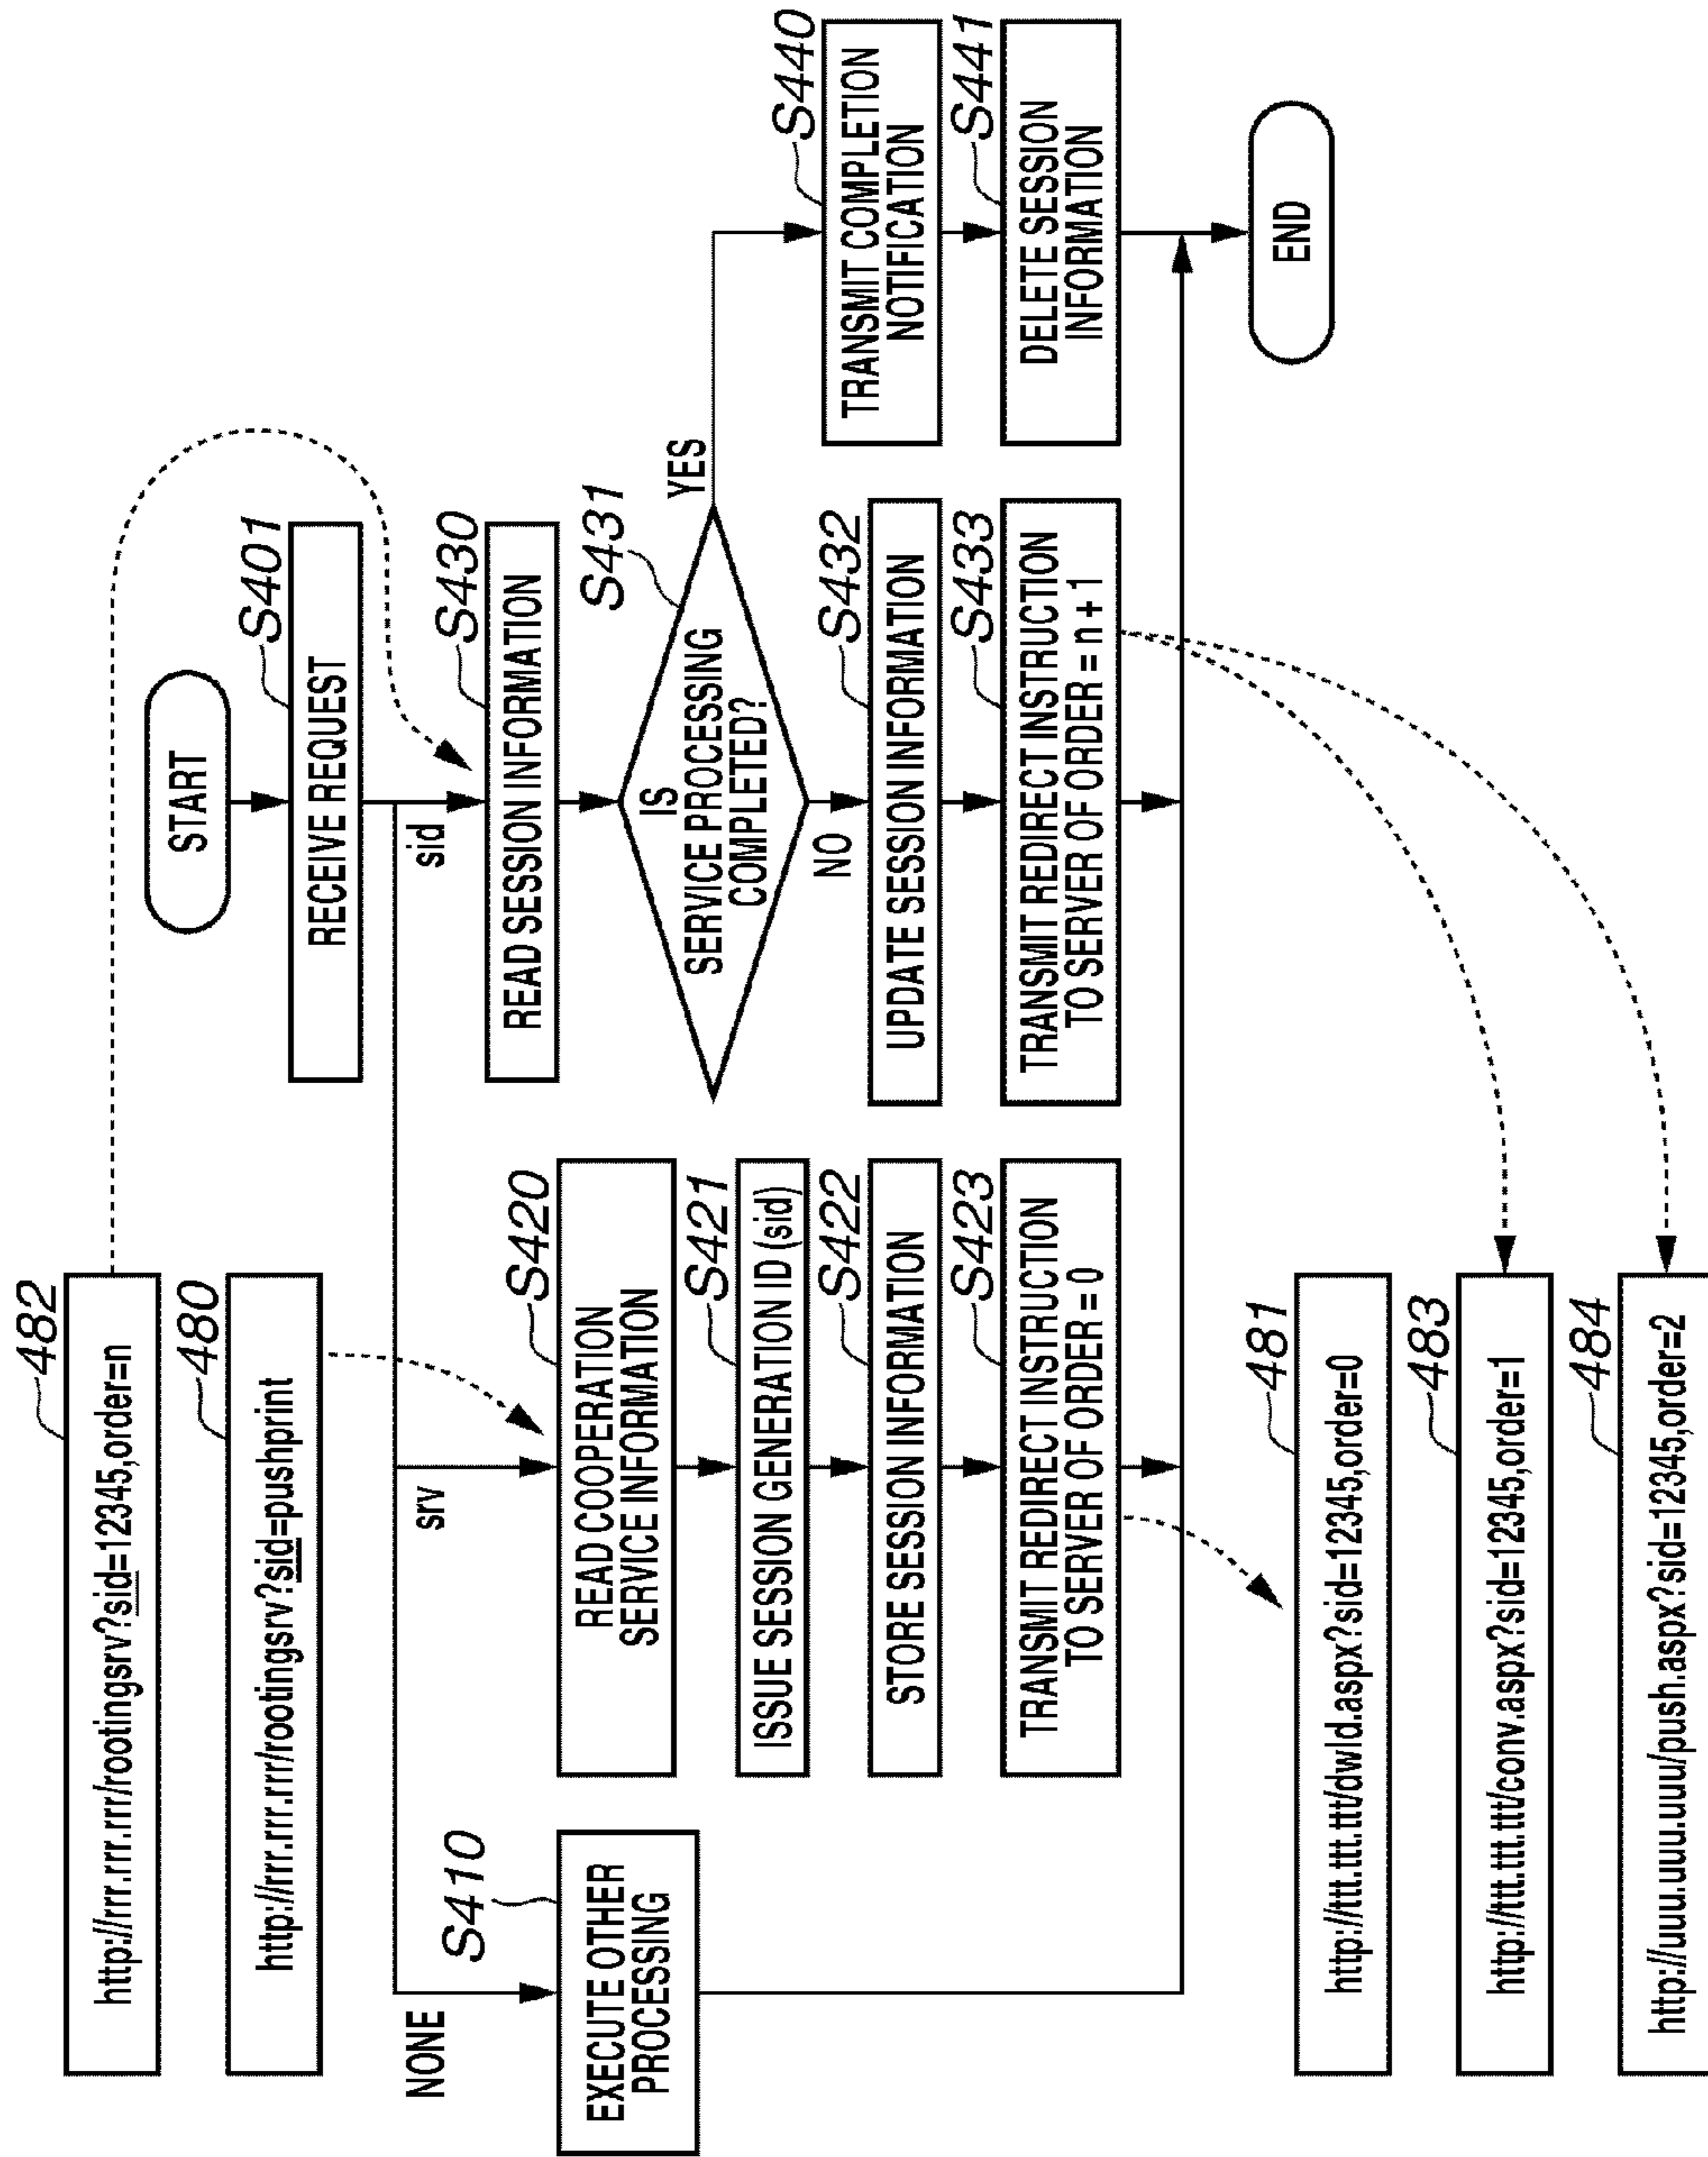 482
http://rrr.rrr.rrr/rootingsrv?sid=12345,order=n
480
http://rrr.rrr.rrr/rootingsrv?sid=pushprint
START
S401
RECEIVE REQUEST
NONE
srv
sid
S410
EXECUTE OTHER
PROCESSING
S420
READ COOPERATION
SERVICE INFORMATION
S421
ISSUE SESSION GENERATION ID (sid)
S422
STORE SESSION INFORMATION
S423
TRANSMIT REDIRECT INSTRUCTION
TO SERVER OF ORDER = 0
S430
READ SESSION INFORMATION
S431
IS
SERVICE PROCESSING
COMPLETED?
YES
NO
S432
UPDATE SESSION INFORMATION
S433
TRANSMIT REDIRECT INSTRUCTION
TO SERVER OF ORDER = n + 1
S440
TRANSMIT COMPLETION
NOTIFICATION
S441
DELETE SESSION
INFORMATION
END
481
http://ttt.ttt.ttt/dwld.aspx?sid=12345,order=0
483
http://ttt.ttt.ttt/conv.aspx?sid=12345,order=1
484
http://uuu.uuu.uuu/push.aspx?sid=12345,order=2